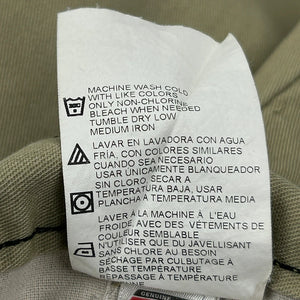 MACHINE WASH COLD
WITH LIKE COLORS
ONLY NON-CHLORINE
BLEACH WHEN NEEDED
TUMBLE DRY LOW
MEDIUM IRON
LAVAR EN LAVADORA CON AGUA
FRÍA, CON COLORES SIMILARES
CUANDO SEA NECESARIO
USAR ÚNICAMENTE BLANQUEADOR
SIN CLORO, SECAR A
TEMPERATURA BAJA, USAR
PLANCHA A TEMPERATURA MEDIA
LAVER À LA MACHINE À L'EAU
FROIDE, AVEC DES VÊTEMENTS DE
COULEUR SEMBLABLE
N'UTILISER QUE DU JAVELLISANT
SANS CHLORE AU BESOIN
SÉCHAGE PAR CULBUTAGE À
BASSE TEMPÉRATURE
REPASSAGE À TEMPÉRATURE
GENUINE